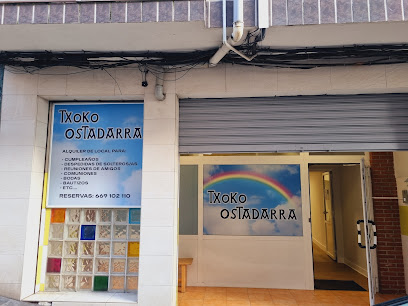 TXOKO
OSTADARRA
ALQUILER DE LOCAL PARA:
- CUMPLEAÑOS
- DESPEDIDAS DE SOLTEROS/AS
- REUNIONES DE AMIGOS
- COMUNIONES
- BODAS
- BAUTIZOS
- ETC...
RESERVAS: 669 102 110
TXOKO
OSTADARRA